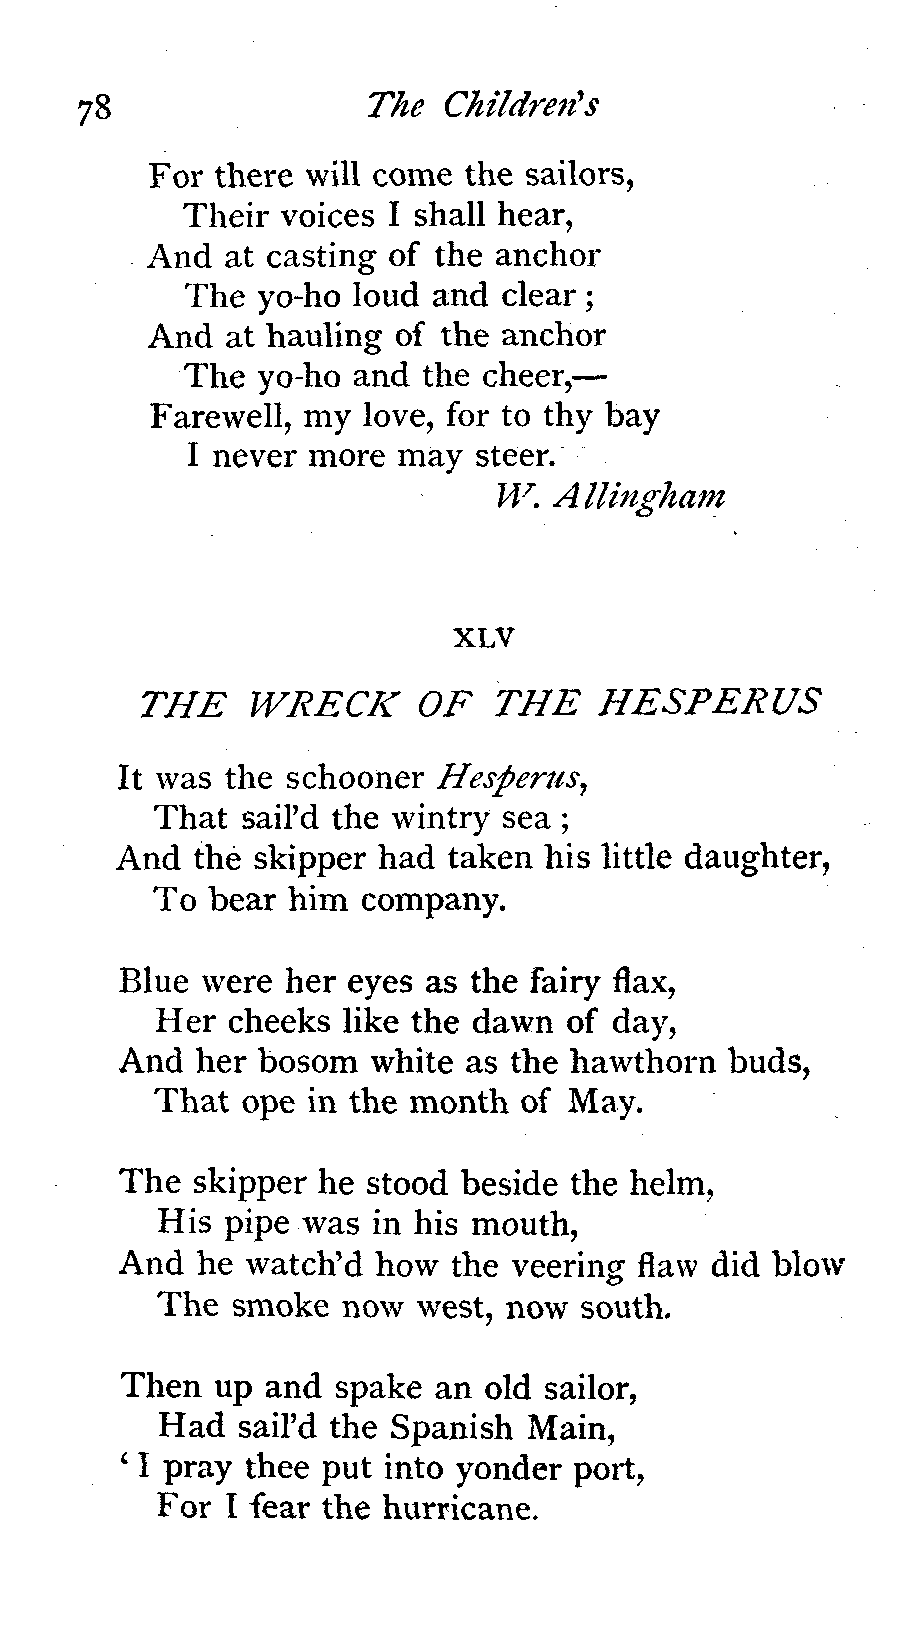 78 The Children's
For there will come the sailors,
Their voices I shall hear,
And at casting of the anchor
The yo-ho loud and clear ;
And at hauling of the anchor
The yo-ho and the cheer,—
Farewell, my love, for to thy bay
I never more may steer.
W. Allingham
XLV
THE WRECK OF THE HESPERUS
It was the schooner Hesperus,
That sail'd the wintry sea ;
And the skipper had taken his little daughter,
To bear him company.
Blue were her eyes as the fairy flax,
Her cheeks like the dawn of day,
And her bosom white as the hawthorn buds,
That ope in the month of May.
The skipper he stood beside the helm,
His pipe was in his mouth,
And he watch'd how the veering flaw did blow
The smoke now west, now south.
Then up and spake an old sailor,
Had sail'd the Spanish Main,
‘ I pray thee put into yonder port,
For I fear the hurricane.